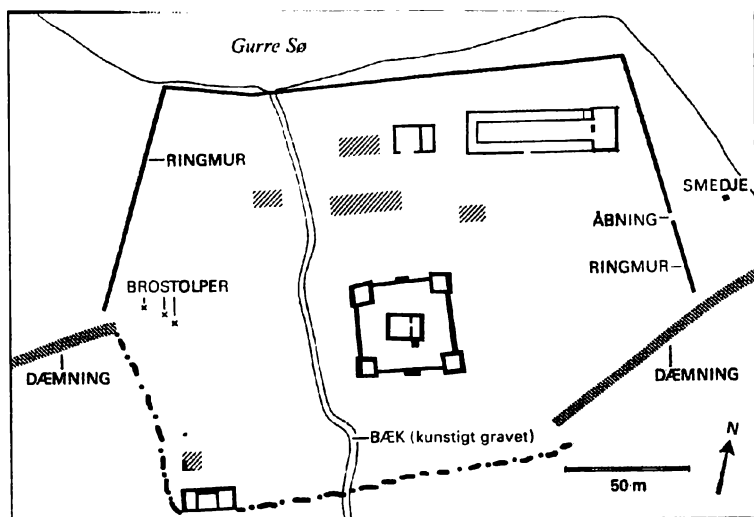 Gurre Sø
RINGMUR
SMEDJE
ÅBNING
RINGMUR
BROSTOLPER
DÆMNING
DÆMNING
BÆK (kunstigt gravet)
N
50 m